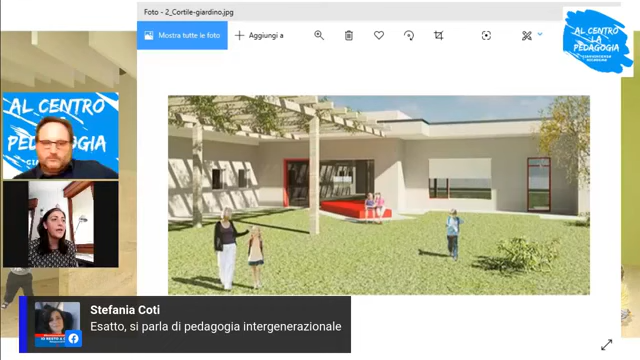 Foto - 2_Cortile-giardino.jpg
Mostra tutte le foto
Aggiungi a
AL CENTRO
LA
PEDAGOGIA
AL CENTRO
PEDAGOGIA
Stefania Coti
Esatto, si parla di pedagogia intergenerazionale